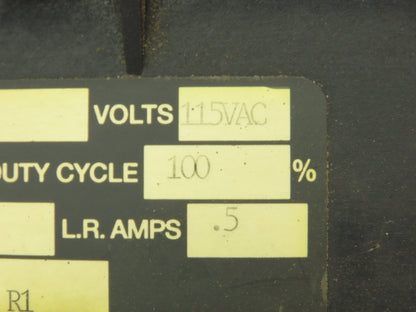 VOLTS 115VAC
DUTY CYCLE 100 %
L.R. AMPS .5
R1